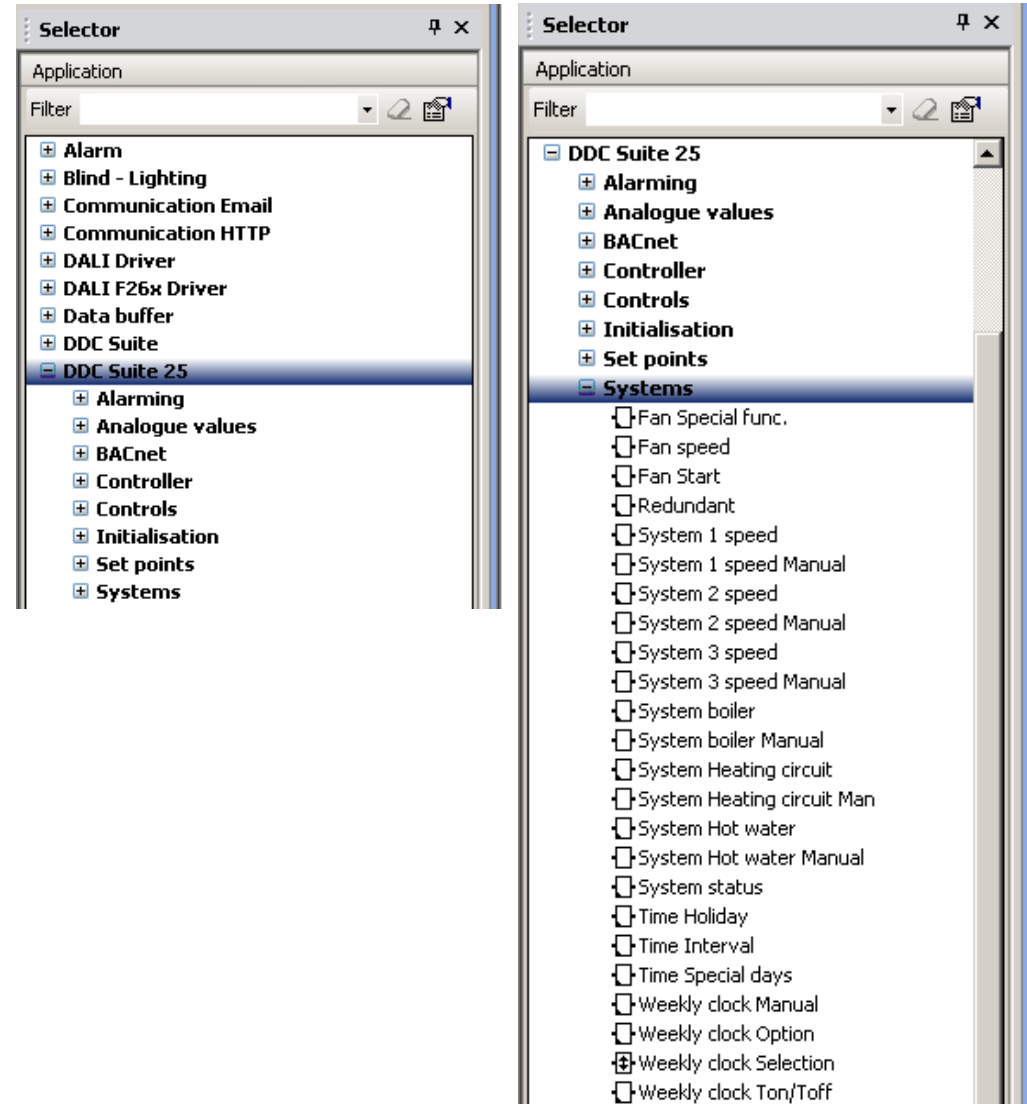 Selector
Application
Filter
Alarm
Blind - Lighting
Communication Email
Communication HTTP
DALI Driver
DALI F26x Driver
Data buffer
DDC Suite
DDC Suite 25
Alarming
Analogue values
BACnet
Controller
Controls
Initialisation
Set points
Systems
Selector
Application
Filter
DDC Suite 25
Alarming
Analogue values
BACnet
Controller
Controls
Initialisation
Set points
Systems
Fan Special func.
Fan speed
Fan Start
Redundant
System 1 speed
System 1 speed Manual
System 2 speed
System 2 speed Manual
System 3 speed
System 3 speed Manual
System boiler
System boiler Manual
System Heating circuit
System Heating circuit Man
System Hot water
System Hot water Manual
System status
Time Holiday
Time Interval
Time Special days
Weekly clock Manual
Weekly clock Option
Weekly clock Selection
Weekly clock Ton/Toff